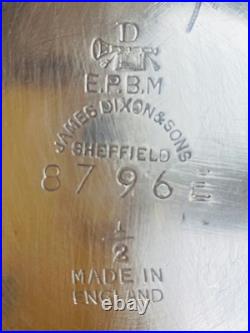 D
E.P.B.M
JAMES DIXON & SONS
SHEFFIELD
8796 E
1/2
MADE IN
ENGLAND